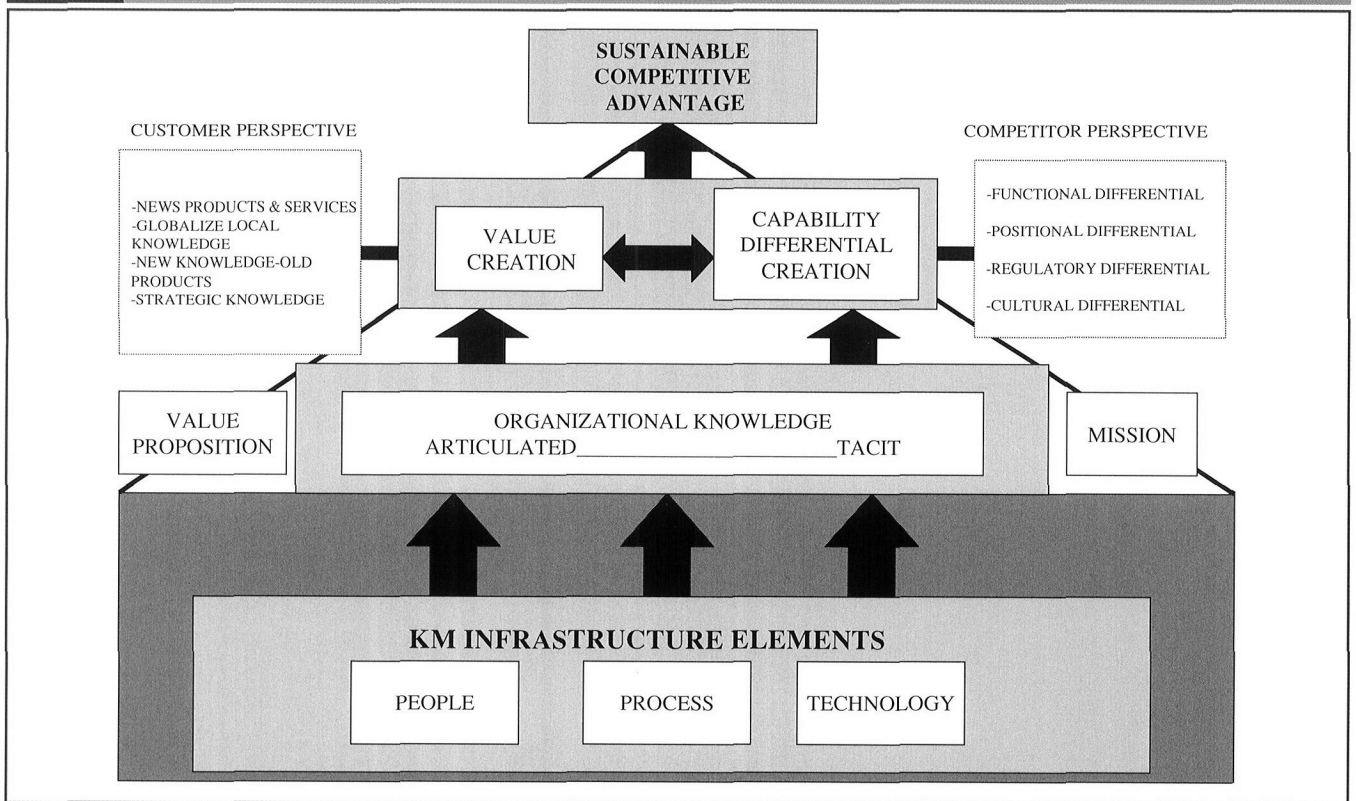 SUSTAINABLE
COMPETITIVE
ADVANTAGE
CUSTOMER PERSPECTIVE
COMPETITOR PERSPECTIVE
-NEWS PRODUCTS & SERVICES
-GLOBALIZE LOCAL
KNOWLEDGE
-NEW KNOWLEDGE-OLD
PRODUCTS
-STRATEGIC KNOWLEDGE
VALUE
CREATION
CAPABILITY
DIFFERENTIAL
CREATION
-FUNCTIONAL DIFFERENTIAL
-POSITIONAL DIFFERENTIAL
-REGULATORY DIFFERENTIAL
-CULTURAL DIFFERENTIAL
VALUE
PROPOSITION
ORGANIZATIONAL KNOWLEDGE
ARTICULATED________________________TACIT
MISSION
KM INFRASTRUCTURE ELEMENTS
PEOPLE
PROCESS
TECHNOLOGY